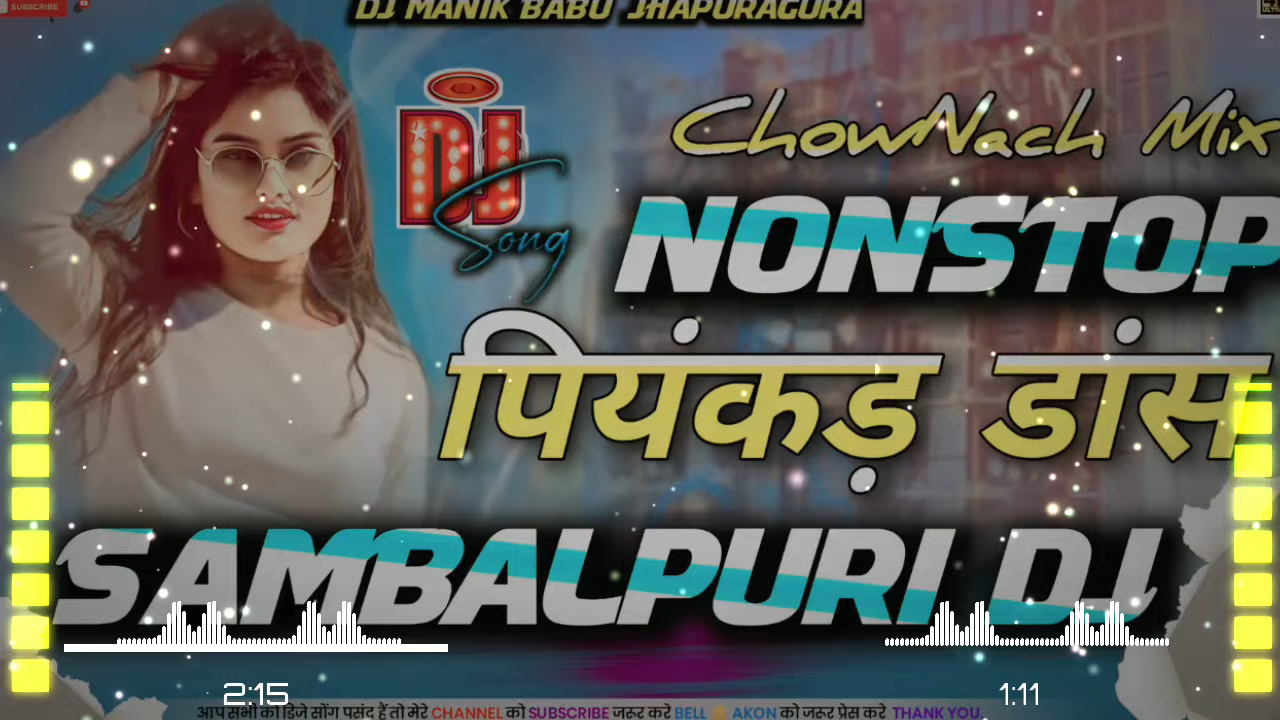 SUBSCRIBE
DJ MANIK BABU JHAPURAGURA
DJ
Song
ChowNach Mix
NONSTOP
पियंकड़ डांस
SAMBALPURI DJ
2:15
1:11
आप सभी को डिजे सोंग पसंद हैं तो मेरे CHANNEL को SUBSCRIBE जरूर करे BELL AKON को जरूर प्रेस करे THANK YOU.